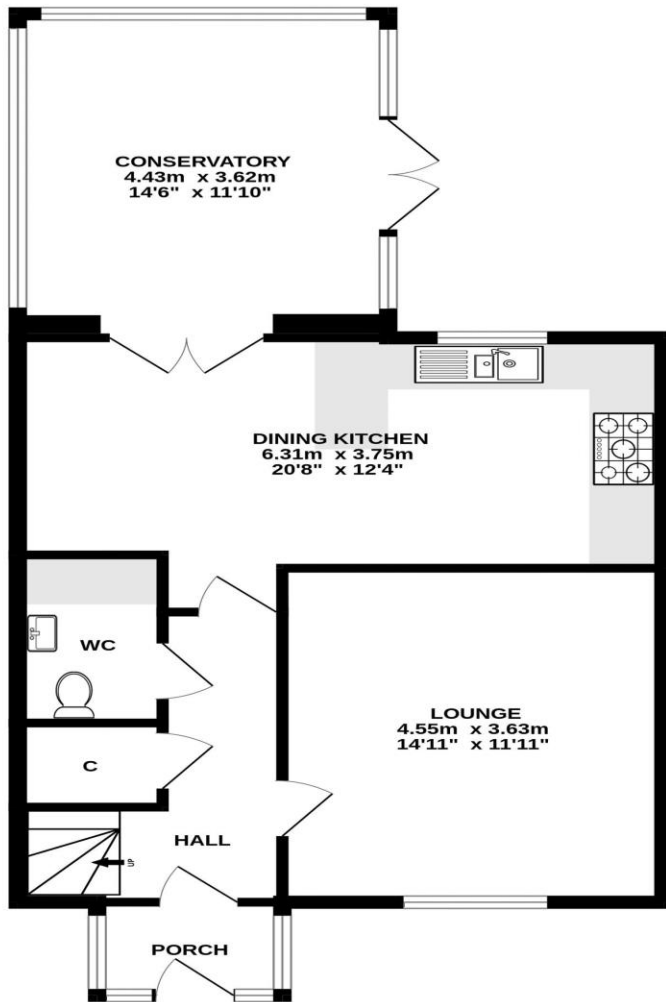 CONSERVATORY
4.43m x 3.62m
14'6" x 11'10"
DINING KITCHEN
6.31m x 3.75m
20'8" x 12'4"
WC
LOUNGE
4.55m x 3.63m
14'11" x 11'11"
C
HALL
UP
PORCH